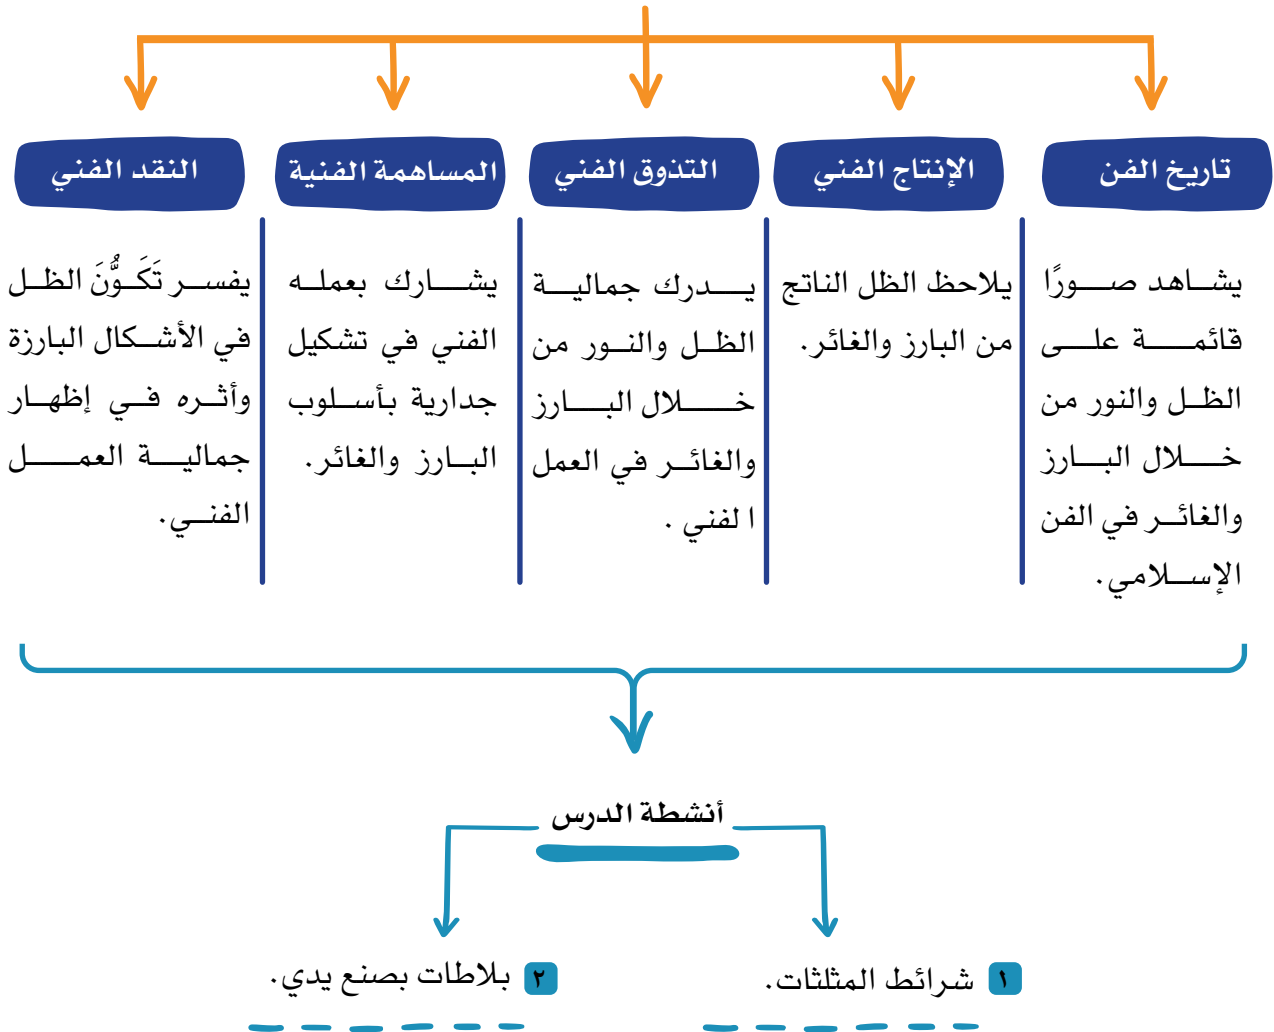 تاريخ الفن
يشاهد صورًا
قائمة على
الظل والنور من
خلال البارز
والغائر في الفن
الإسلامي.
الإنتاج الفني
يلاحظ الظل الناتج
من البارز والغائر.
التذوق الفني
يدرك جمالية
الظل والنور من
خلال البارز
والغائر في العمل
الفني .
المساهمة الفنية
يشارك بعمله
الفني في تشكيل
جدارية بأسلوب
البارز والغائر.
النقد الفني
يفسر تَكَوُّنَ الظل
في الأشكال البارزة
وأثره في إظهار
جمالية العمل
الفني.
أنشطة الدرس
١ شرائط المثلثات.
٢ بلاطات بصنع يدي.